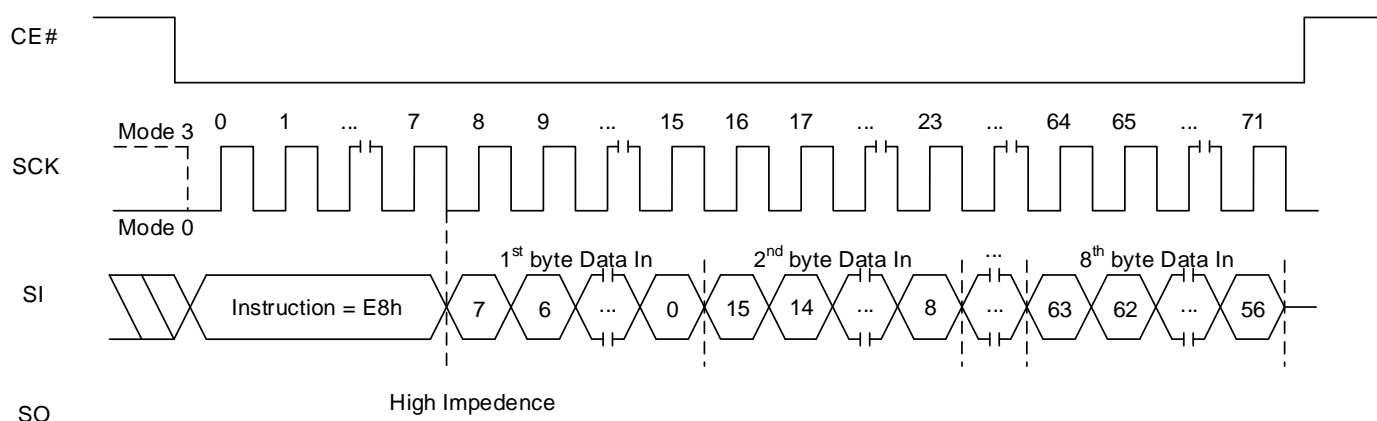 CE#
0 1 ... 7 8 9 ... 15 16 17 ... 23 ... 64 65 ... 71
Mode 3
SCK
Mode 0
1st byte Data In 2nd byte Data In ... 8th byte Data In
SI Instruction = E8h 7 6 ... 0 15 14 ... 8 ... 63 62 ... 56
High Impedence
SO